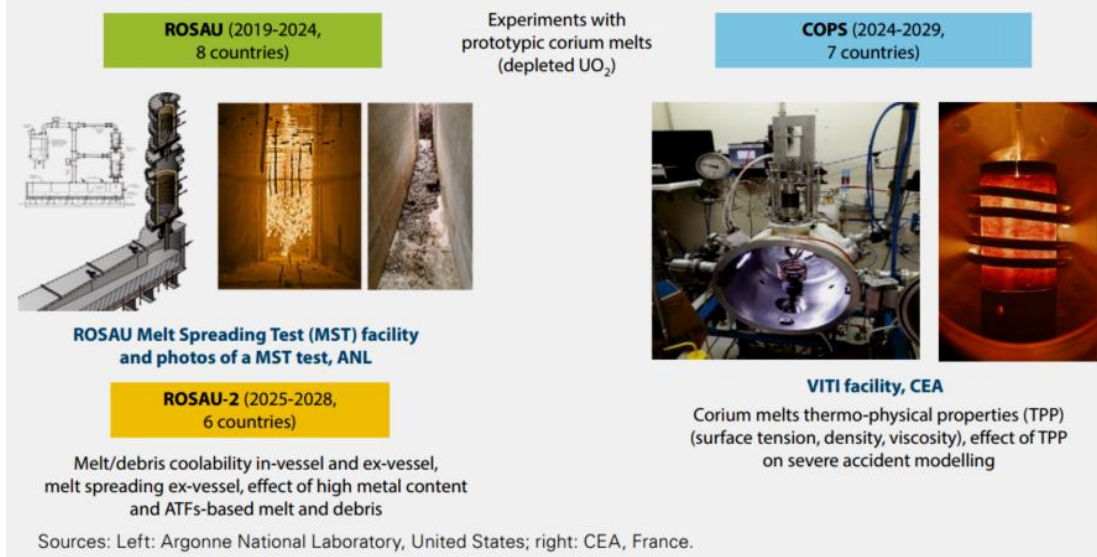 ROSAU (2019-2024,
8 countries)
Experiments with
prototypic corium melts
(depleted UO₂)
COPS (2024-2029,
7 countries)
ROSAU Melt Spreading Test (MST) facility
and photos of a MST test, ANL
ROSAU-2 (2025-2028,
6 countries)
Melt/debris coolability in-vessel and ex-vessel,
melt spreading ex-vessel, effect of high metal content
and ATFs-based melt and debris
VITI facility, CEA
Corium melts thermo-physical properties (TPP)
(surface tension, density, viscosity), effect of TPP
on severe accident modelling
Sources: Left: Argonne National Laboratory, United States; right: CEA, France.